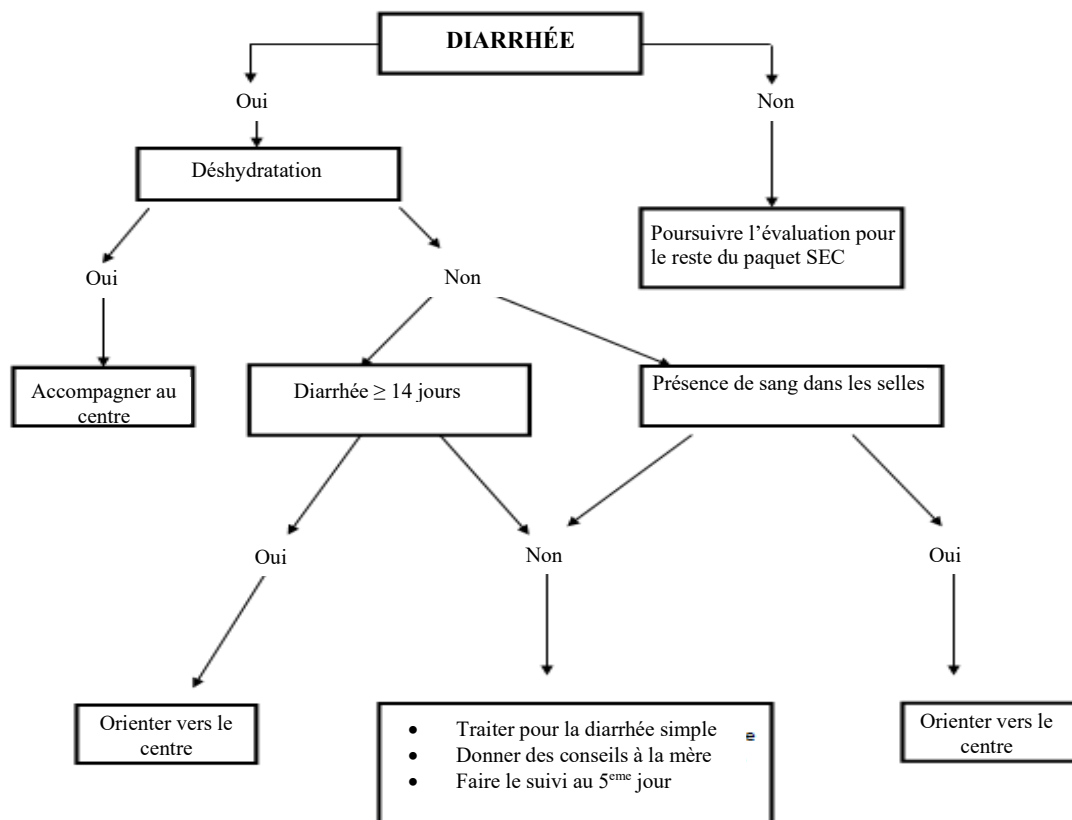 DIARRHÉE
Oui
Non
Déshydratation
Poursuivre l’évaluation pour
le reste du paquet SEC
Oui
Non
Accompagner au
centre
Diarrhée ≥ 14 jours
Présence de sang dans les selles
Oui
Non
Oui
Orienter vers le
centre
• Traiter pour la diarrhée simple e
• Donner des conseils à la mère
• Faire le suivi au 5eme jour
Orienter vers le
centre